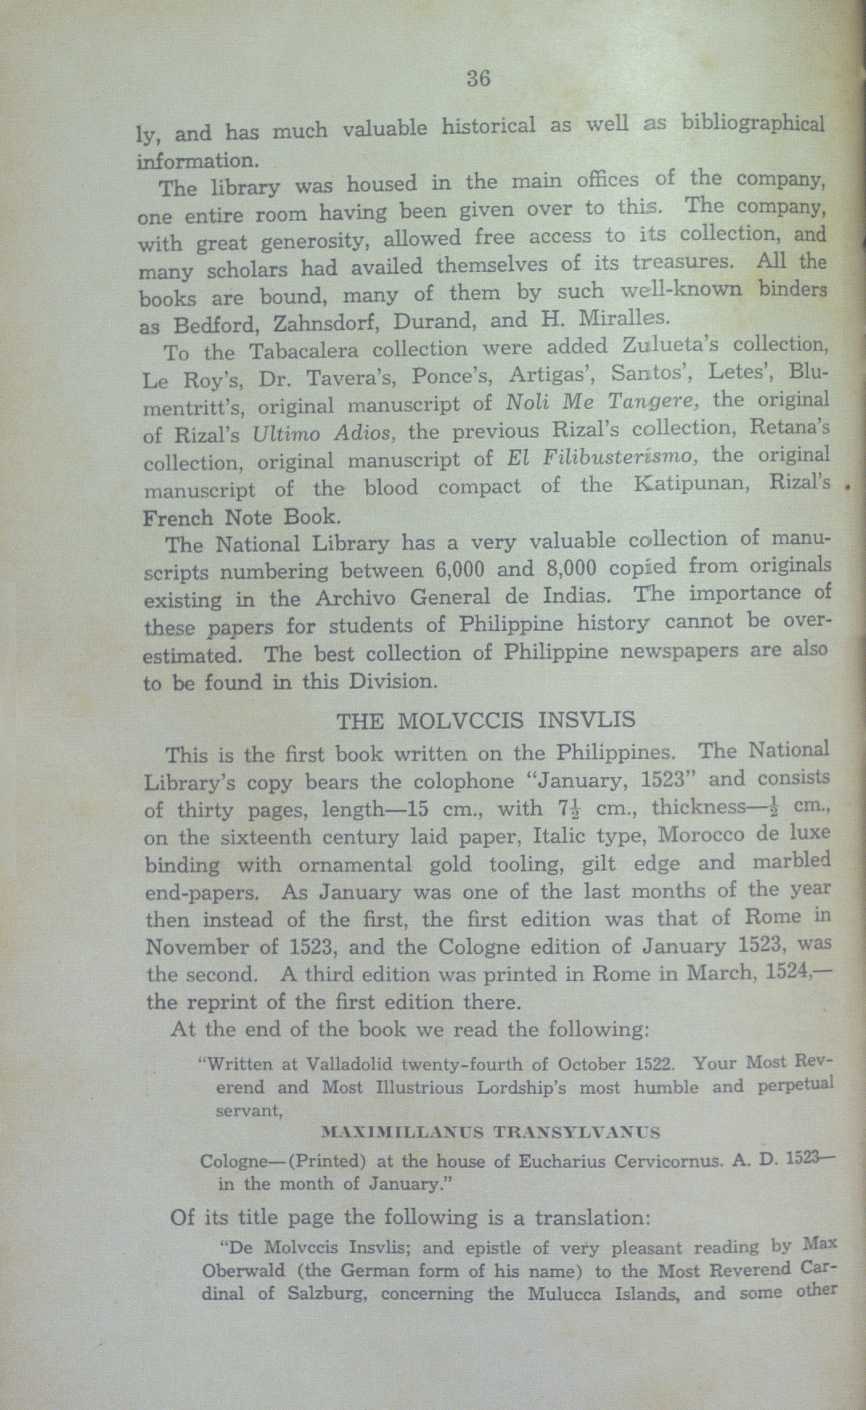 36
ly, and has much valuable historical as well as bibliographical
information.
The library was housed in the main offices of the company,
one entire room having been given over to this. The company,
with great generosity, allowed free access to its collection, and
many scholars had availed themselves of its treasures. All the
books are bound, many of them by such well-known binders
as Bedford, Zahnsdorf, Durand, and H. Miralles.
To the Tabacalera collection were added Zulueta's collection,
Le Roy's, Dr. Tavera's, Ponce's, Artigas', Santos', Letes', Blu-
mentritt's, original manuscript of Noli Me Tangere, the original
of Rizal's Ultimo Adios, the previous Rizal's collection, Retana's
collection, original manuscript of El Filibusterismo, the original
manuscript of the blood compact of the Katipunan, Rizal's
French Note Book.
The National Library has a very valuable collection of manu-
scripts numbering between 6,000 and 8,000 copied from originals
existing in the Archivo General de Indias. The importance of
these papers for students of Philippine history cannot be over-
estimated. The best collection of Philippine newspapers are also
to be found in this Division.
THE MOLVCCIS INSVLIS
This is the first book written on the Philippines. The National
Library's copy bears the colophone "January, 1523" and consists
of thirty pages, length—15 cm., with 7½ cm., thickness—½ cm.,
on the sixteenth century laid paper, Italic type, Morocco de luxe
binding with ornamental gold tooling, gilt edge and marbled
end-papers. As January was one of the last months of the year
then instead of the first, the first edition was that of Rome in
November of 1523, and the Cologne edition of January 1523, was
the second. A third edition was printed in Rome in March, 1524,—
the reprint of the first edition there.
At the end of the book we read the following:
"Written at Valladolid twenty-fourth of October 1522. Your Most Rev-
erend and Most Illustrious Lordship's most humble and perpetual
servant,
MAXIMILLANUS TRANSYLVANUS
Cologne—(Printed) at the house of Eucharius Cervicornus. A. D. 1523—
in the month of January."
Of its title page the following is a translation:
"De Molvccis Insvlis; and epistle of very pleasant reading by Max
Oberwald (the German form of his name) to the Most Reverend Car-
dinal of Salzburg, concerning the Mulucca Islands, and some other